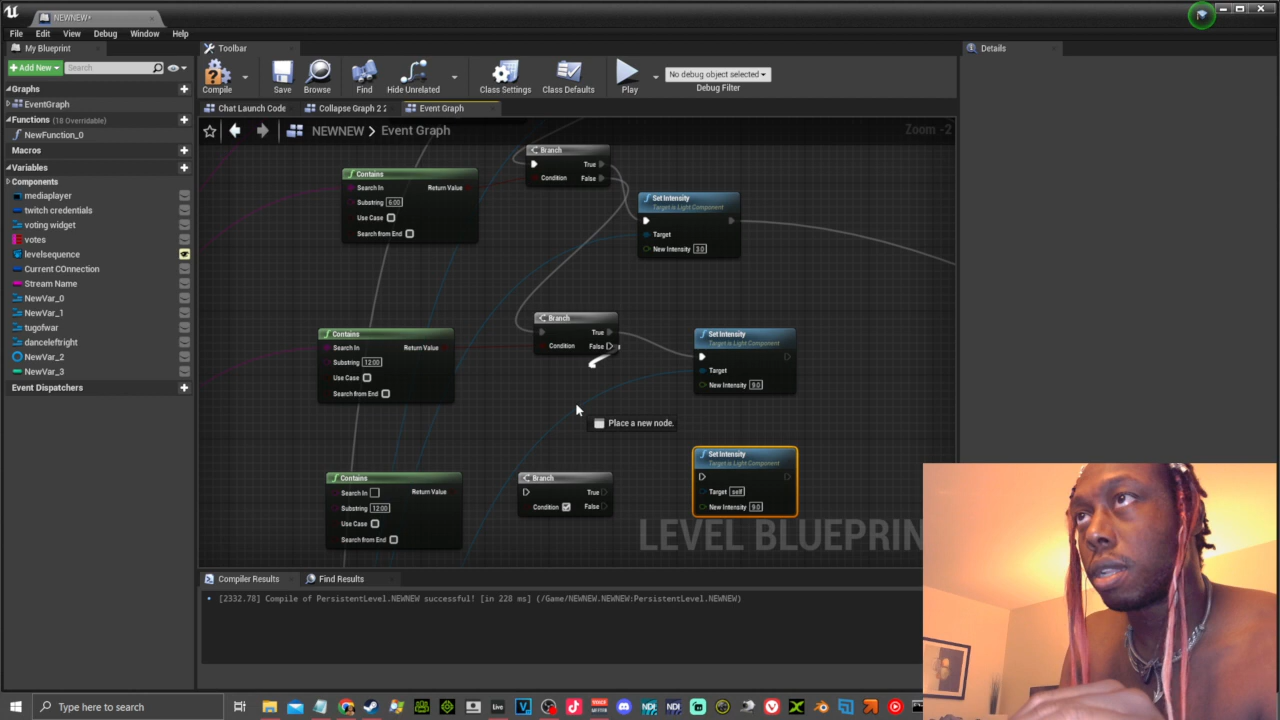 NEWNEW*
File Edit View Debug Window Help
My Blueprint
Toolbar
Details
Add New
Search
Compile
Save
Browse
Find
Hide Unrelated
Class Settings
Class Defaults
Play
No debug object selected
Debug Filter
Graphs
EventGraph
Functions (18 Overridable)
NewFunction_0
Macros
Variables
Components
mediaplayer
twitch credentials
voting widget
votes
levelsequence
Current COnnection
Stream Name
NewVar_0
NewVar_1
tugofwar
danceleftright
NewVar_2
NewVar_3
Event Dispatchers
Chat Launch Code
Collapse Graph 2 2
Event Graph
NEWNEW > Event Graph
Zoom -2
Contains
Search In
Return Value
Substring 6:00
Use Case
Search from End
Branch
True
Condition
False
Set Intensity
Target is Light Component
Target
New Intensity 3.0
Contains
Search In
Return Value
Substring 12:00
Use Case
Search from End
Branch
True
Condition
False
Set Intensity
Target is Light Component
Target
New Intensity 9.0
Place a new node.
Contains
Search In
Return Value
Substring 12:00
Use Case
Search from End
Branch
True
Condition
False
Set Intensity
Target is Light Component
Target self
New Intensity 9.0
LEVEL BLUEPRIN
Compiler Results
Find Results
[2332.78] Compile of PersistentLevel.NEWNEW successful! [in 228 ms] (/Game/NEWNEW.NEWNEW:PersistentLevel.NEWNEW)
Type here to search
Live
NDI
NDI